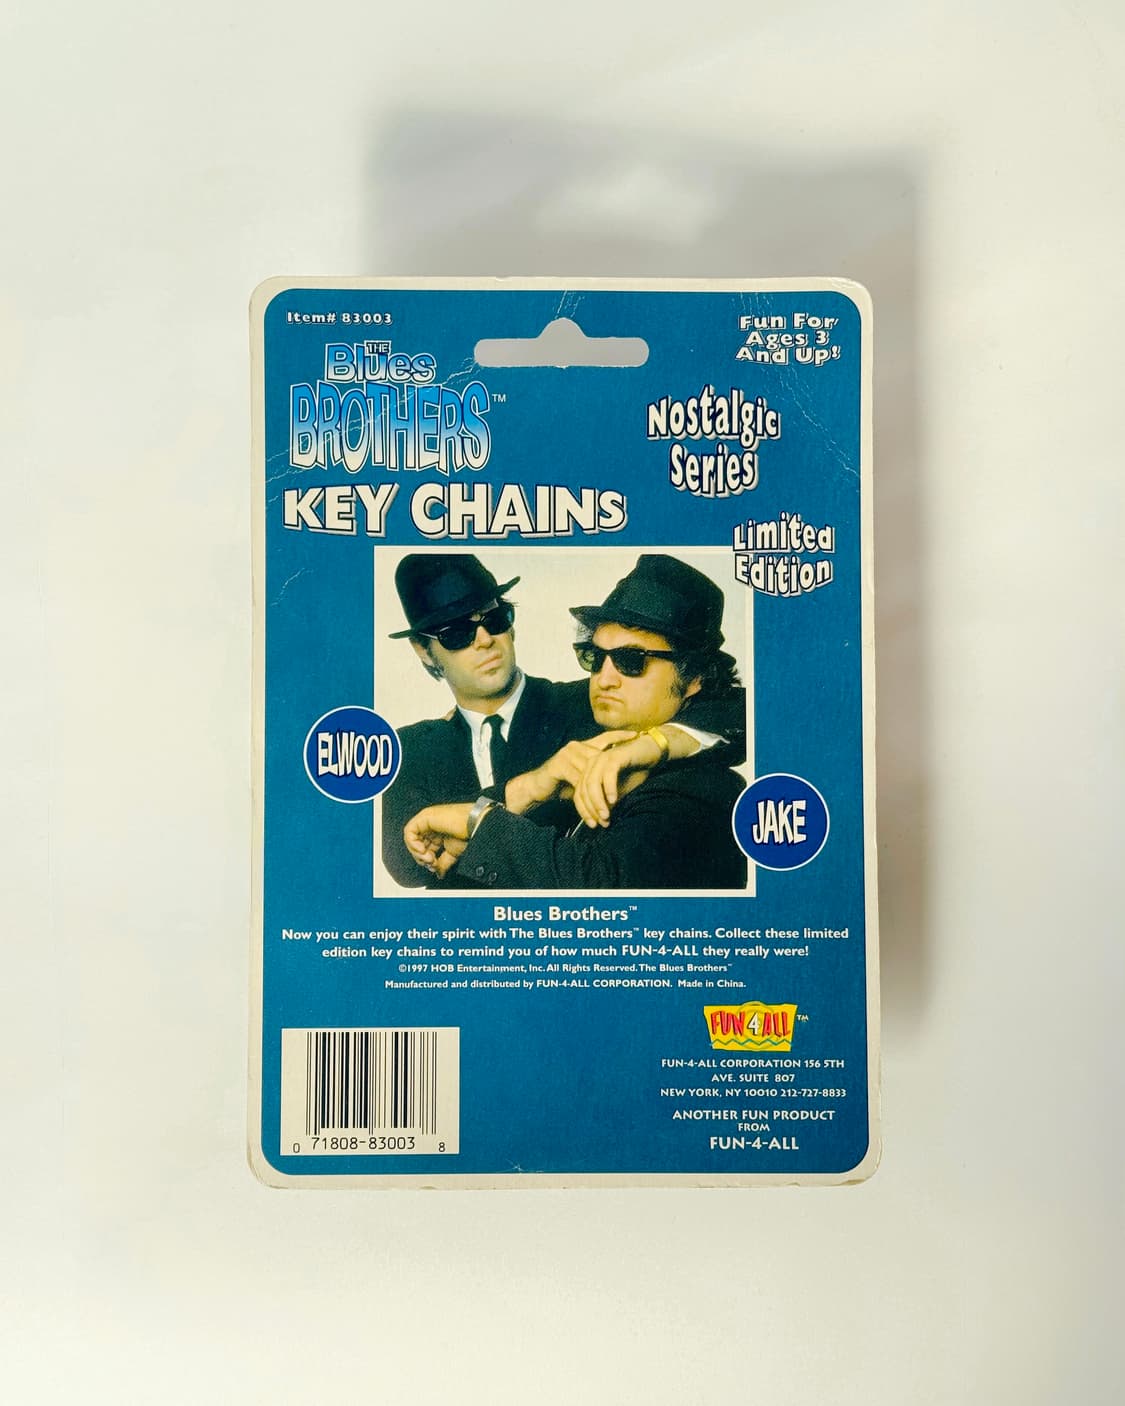 Item# 83003
Fun For
Ages 3
And Up!
THE
Blues
BROTHERS™
KEY CHAINS
Nostalgic
Series
Limited
Edition
ELWOOD
JAKE
Blues Brothers™
Now you can enjoy their spirit with The Blues Brothers™ key chains. Collect these limited
edition key chains to remind you of how much FUN-4-ALL they really were!
©1997 HOB Entertainment, Inc. All Rights Reserved. The Blues Brothers™
Manufactured and distributed by FUN-4-ALL CORPORATION. Made in China.
FUN 4 ALL™
FUN-4-ALL CORPORATION 156 5TH
AVE. SUITE 807
NEW YORK, NY 10010 212-727-8833
ANOTHER FUN PRODUCT
FROM
FUN-4-ALL
0 71808-83003 8